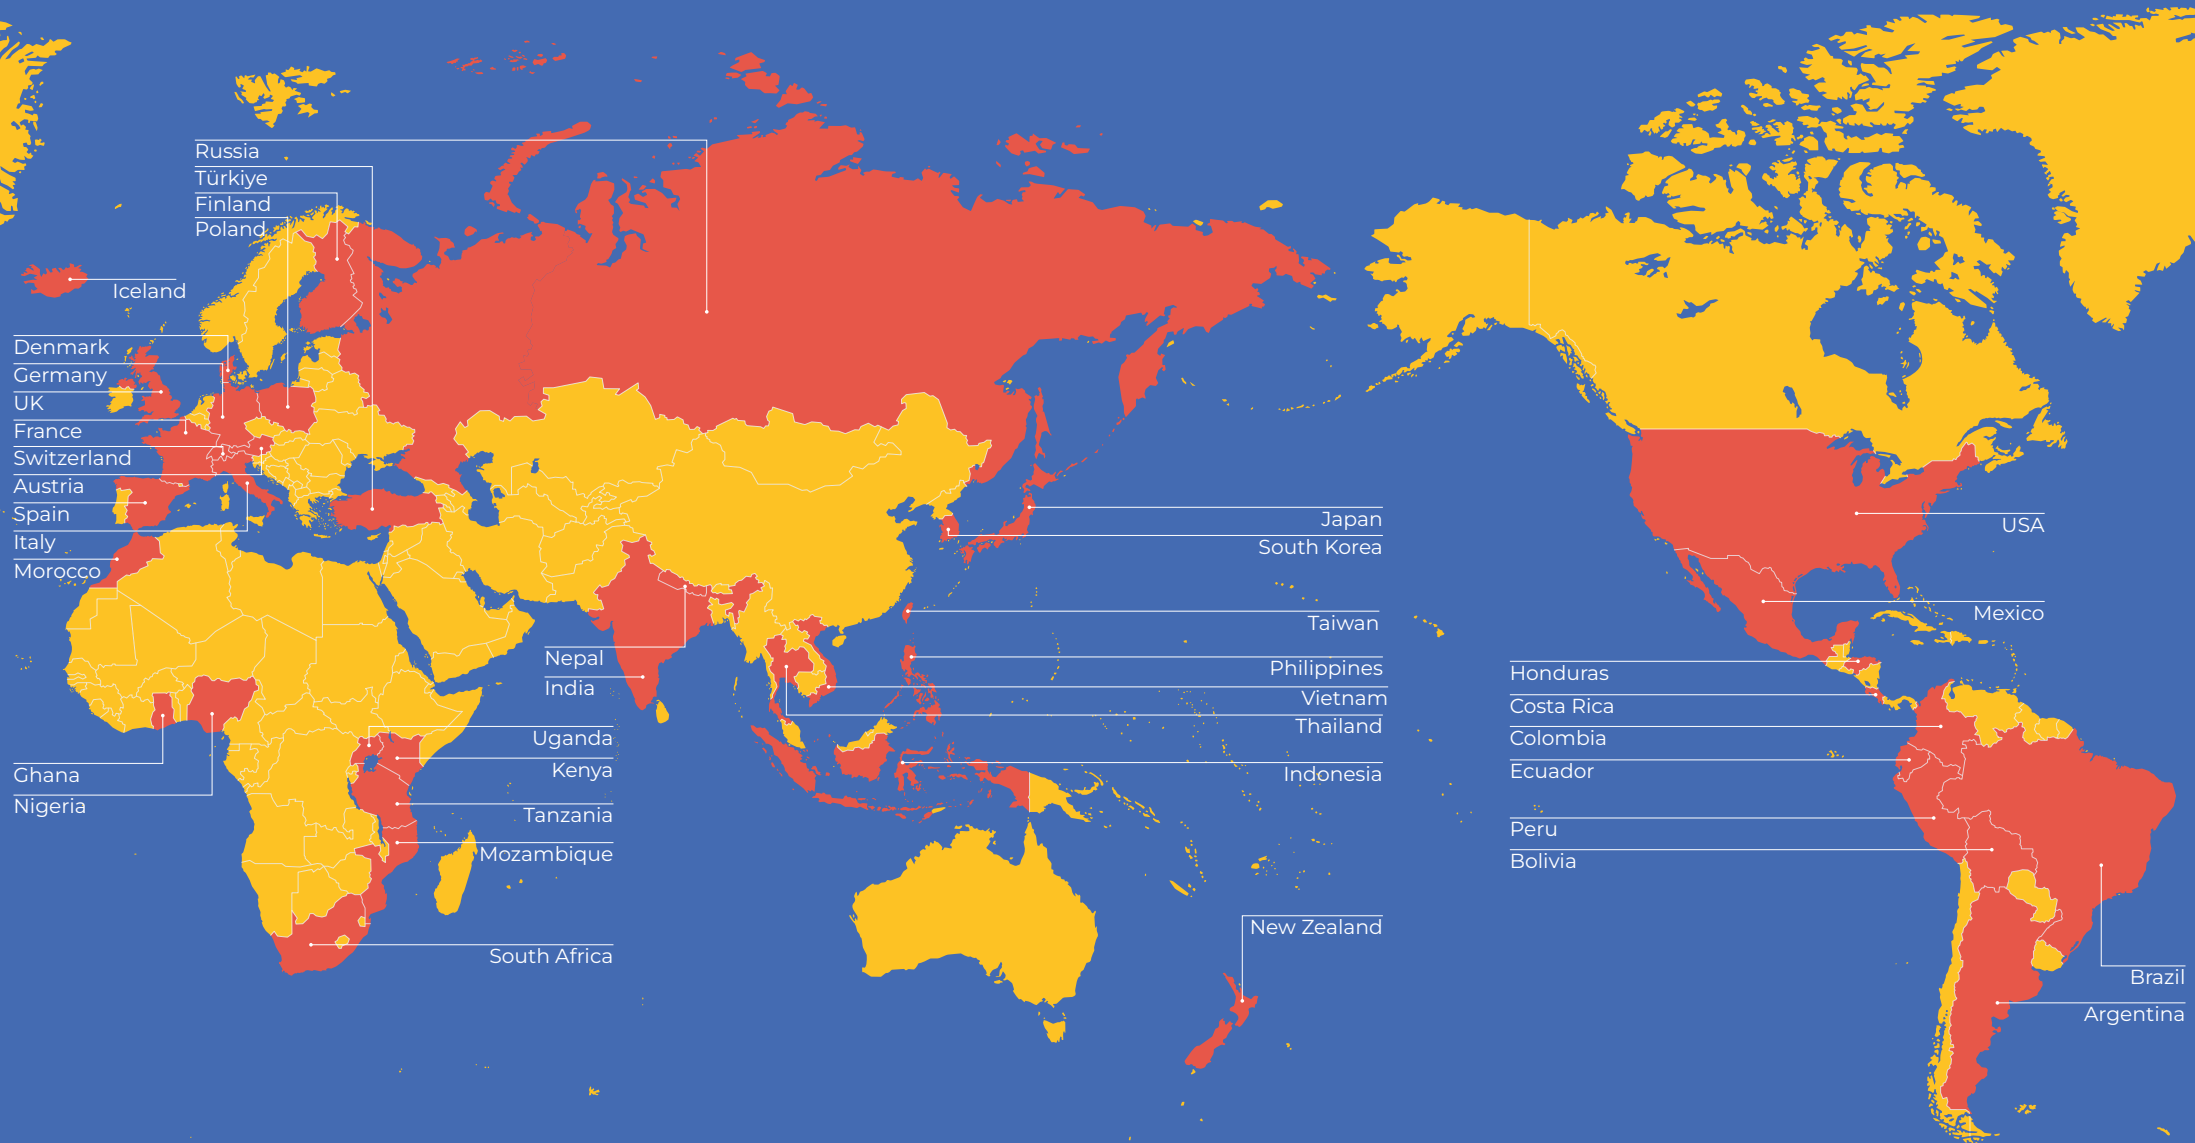 Russia
Türkiye
Finland
Poland
Iceland
Denmark
Germany
UK
France
Switzerland
Austria
Spain
Italy
Morocco
Ghana
Nigeria
Nepal
India
Uganda
Kenya
Tanzania
Mozambique
South Africa
Japan
South Korea
Taiwan
Philippines
Vietnam
Thailand
Indonesia
New Zealand
USA
Mexico
Honduras
Costa Rica
Colombia
Ecuador
Peru
Bolivia
Brazil
Argentina